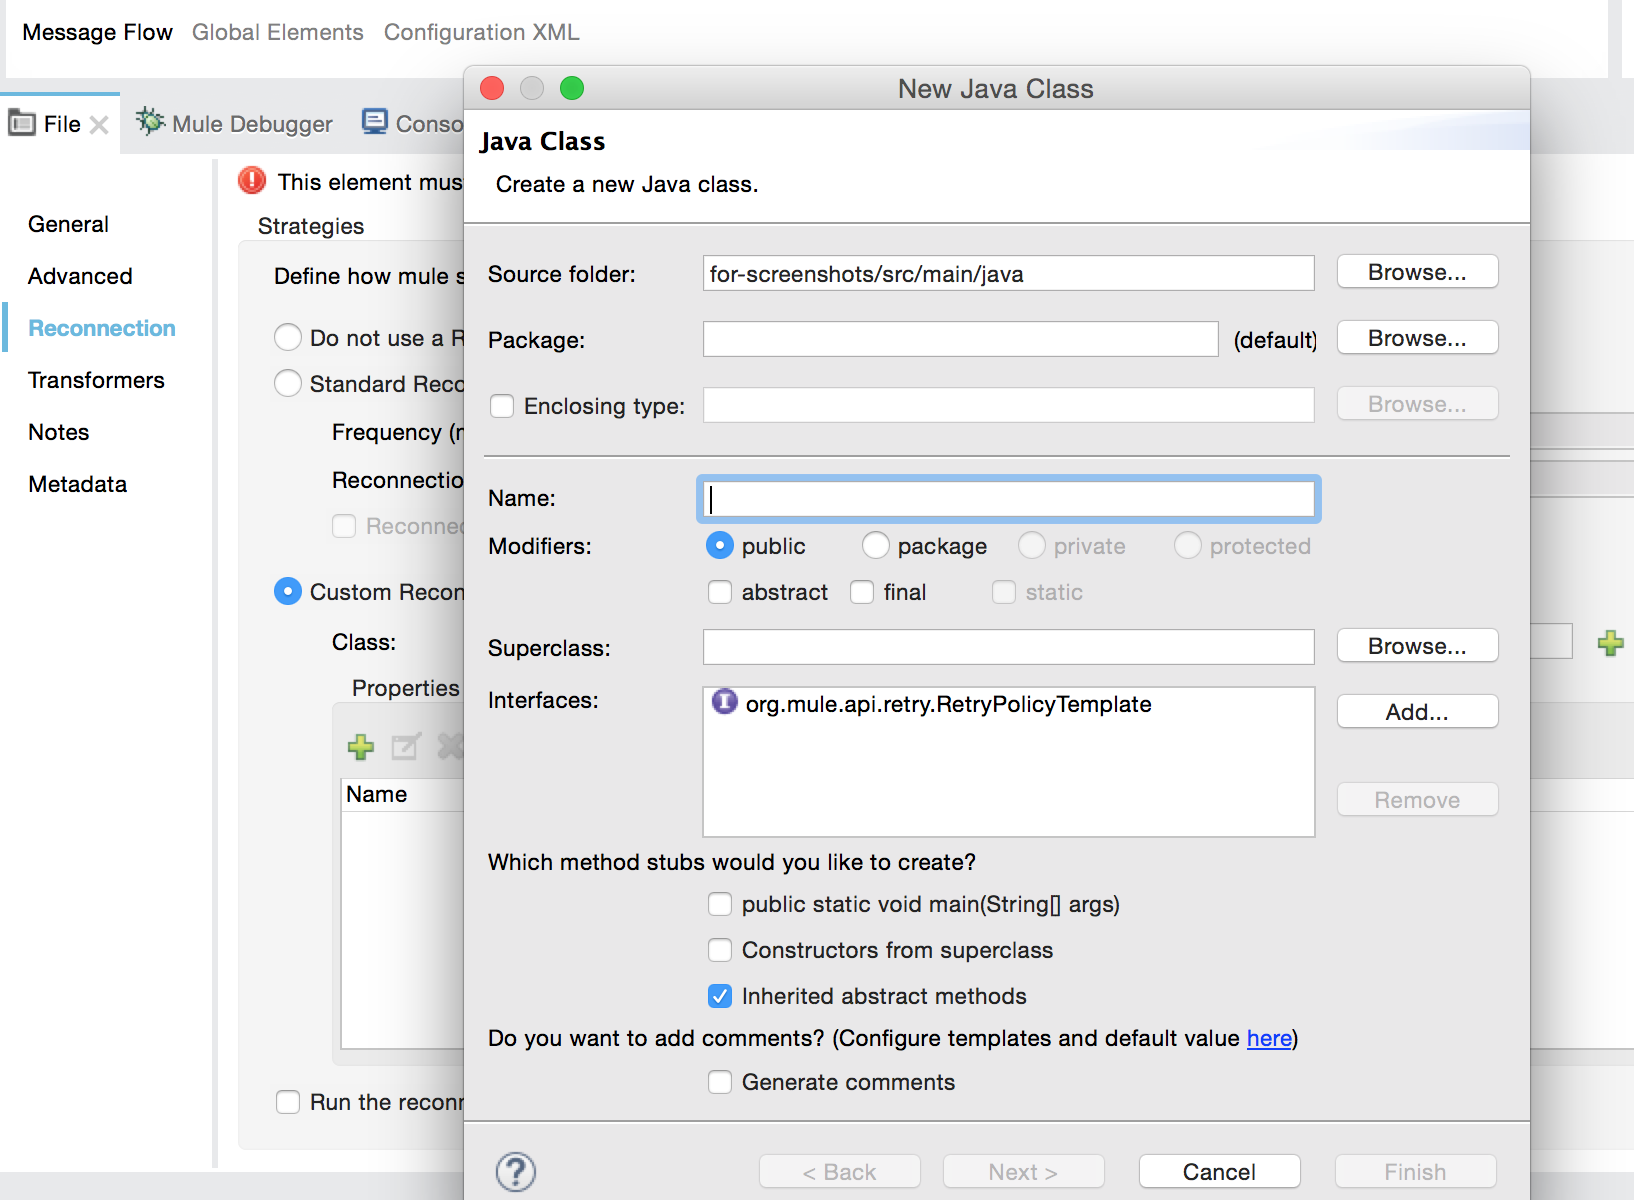 Message Flow Global Elements Configuration XML
File Mule Debugger Conso
General
Advanced
Reconnection
Transformers
Notes
Metadata
This element mus
Strategies
Define how mule s
Do not use a R
Standard Reco
Frequency (
Reconnectio
Reconnec
Custom Recon
Class:
Properties
Name
Run the reconn
New Java Class
Java Class
Create a new Java class.
Source folder: for-screenshots/src/main/java Browse...
Package: (default) Browse...
Enclosing type: Browse...
Name:
Modifiers: public package private protected
abstract final static
Superclass: Browse...
Interfaces: org.mule.api.retry.RetryPolicyTemplate Add...
Remove
Which method stubs would you like to create?
public static void main(String[] args)
Constructors from superclass
Inherited abstract methods
Do you want to add comments? (Configure templates and default value here)
Generate comments
? < Back Next > Cancel Finish